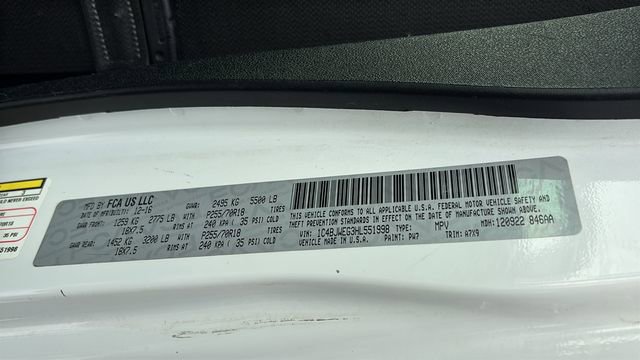 MFD BY: FCA US LLC
DATE OF MFR: 12-16
GVWR: 2495 KG 5500 LB
GAWR FRONT: 1259 KG 2775 LB WITH TIRES P255/70R18
RIMS AT 18X7.5 240 KPA ( 35 PSI) COLD
GAWR REAR: 1452 KG 3200 LB WITH TIRES P255/70R18
RIMS AT 18X7.5 240 KPA ( 35 PSI) COLD
THIS VEHICLE CONFORMS TO ALL APPLICABLE U.S.A. FEDERAL MOTOR VEHICLE SAFETY AND
THEFT PREVENTION STANDARDS IN EFFECT ON THE DATE OF MANUFACTURE SHOWN ABOVE.
VIN: 1C4BJWEG3HL551998 MPV MDH: 120922 846AA
VEHICLE MADE IN U.S.A. PAINT: PW7 TRIM: A7X9
35 PSI